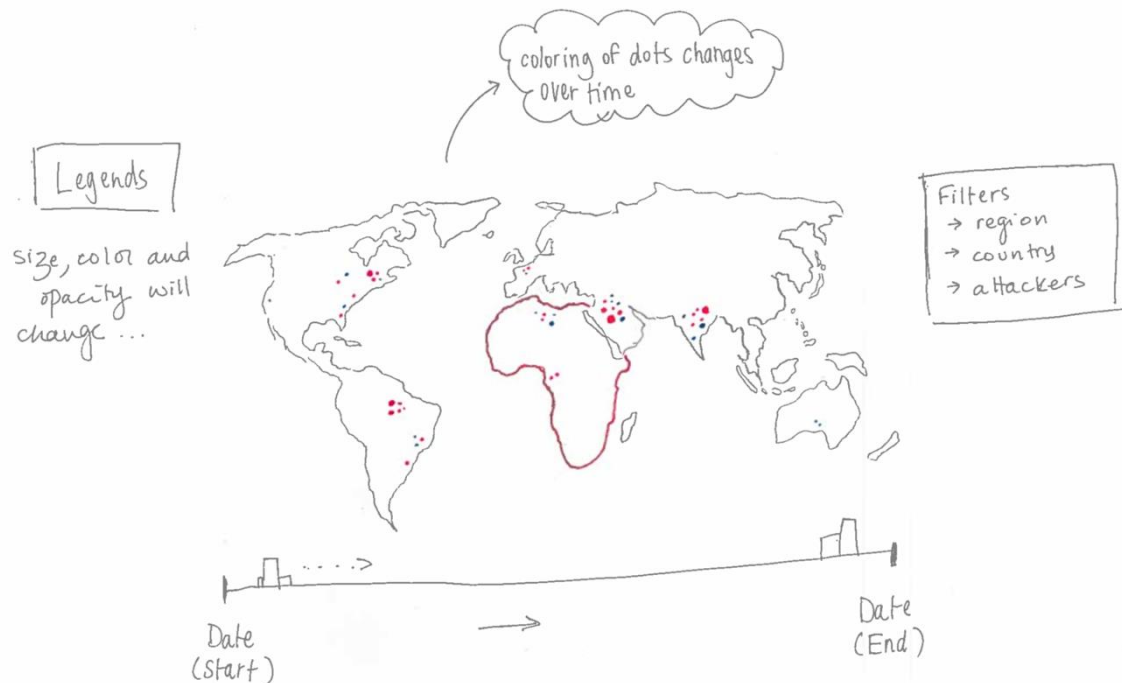 coloring of dots changes
over time
Legends
size, color and
opacity will
change ...
Filters
→ region
→ country
→ attackers
Date
(Start)
Date
(End)